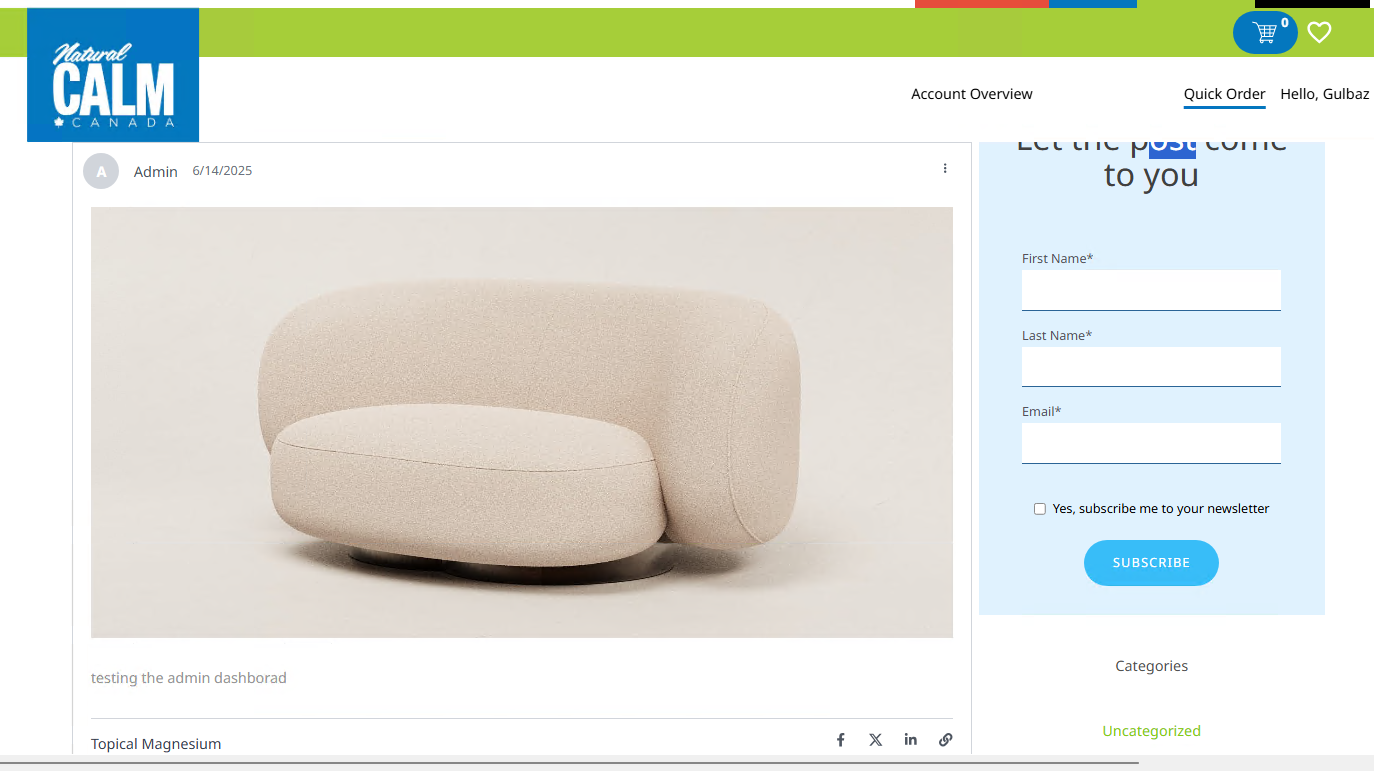 Natural
CALM
CANADA
0
Account Overview
Quick Order
Hello, Gulbaz
A
Admin
6/14/2025
testing the admin dashborad
Topical Magnesium
Let the post come
to you
First Name*
Last Name*
Email*
Yes, subscribe me to your newsletter
SUBSCRIBE
Categories
Uncategorized